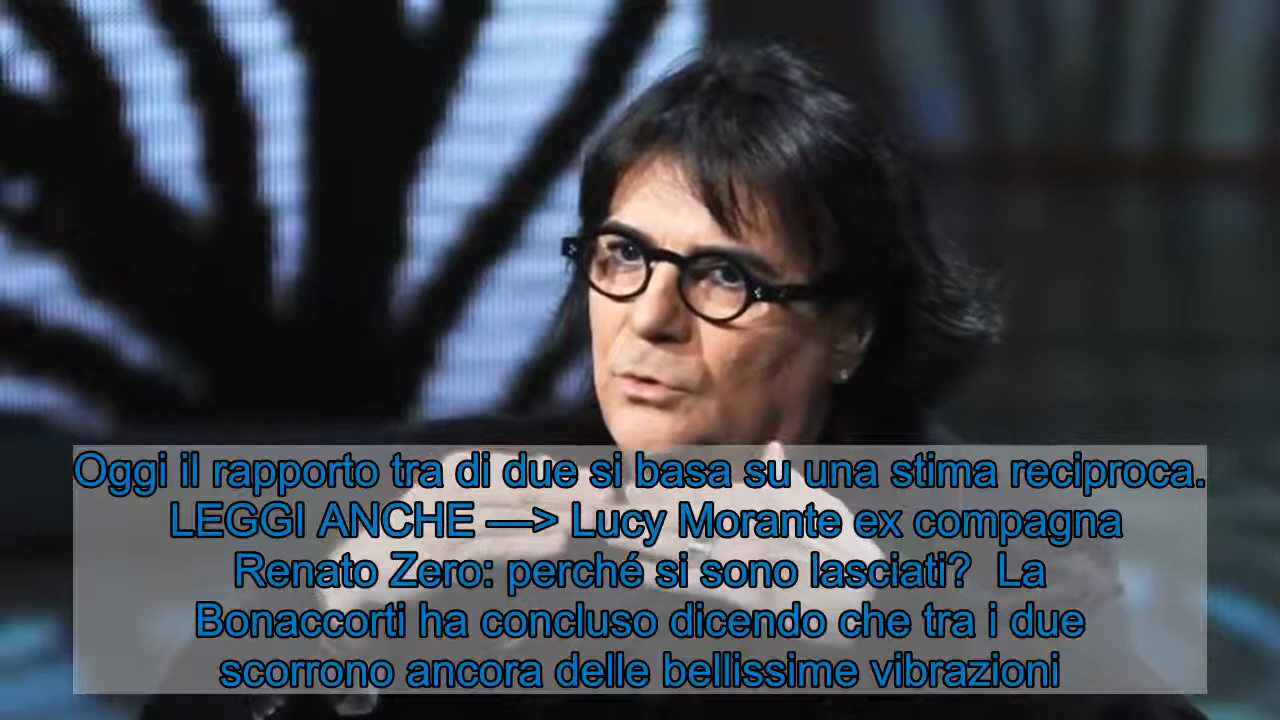 Oggi il rapporto tra di due si basa su una stima reciproca.
LEGGI ANCHE —> Lucy Morante ex compagna
Renato Zero: perché si sono lasciati?  La
Bonaccorti ha concluso dicendo che tra i due
scorrono ancora delle bellissime vibrazioni